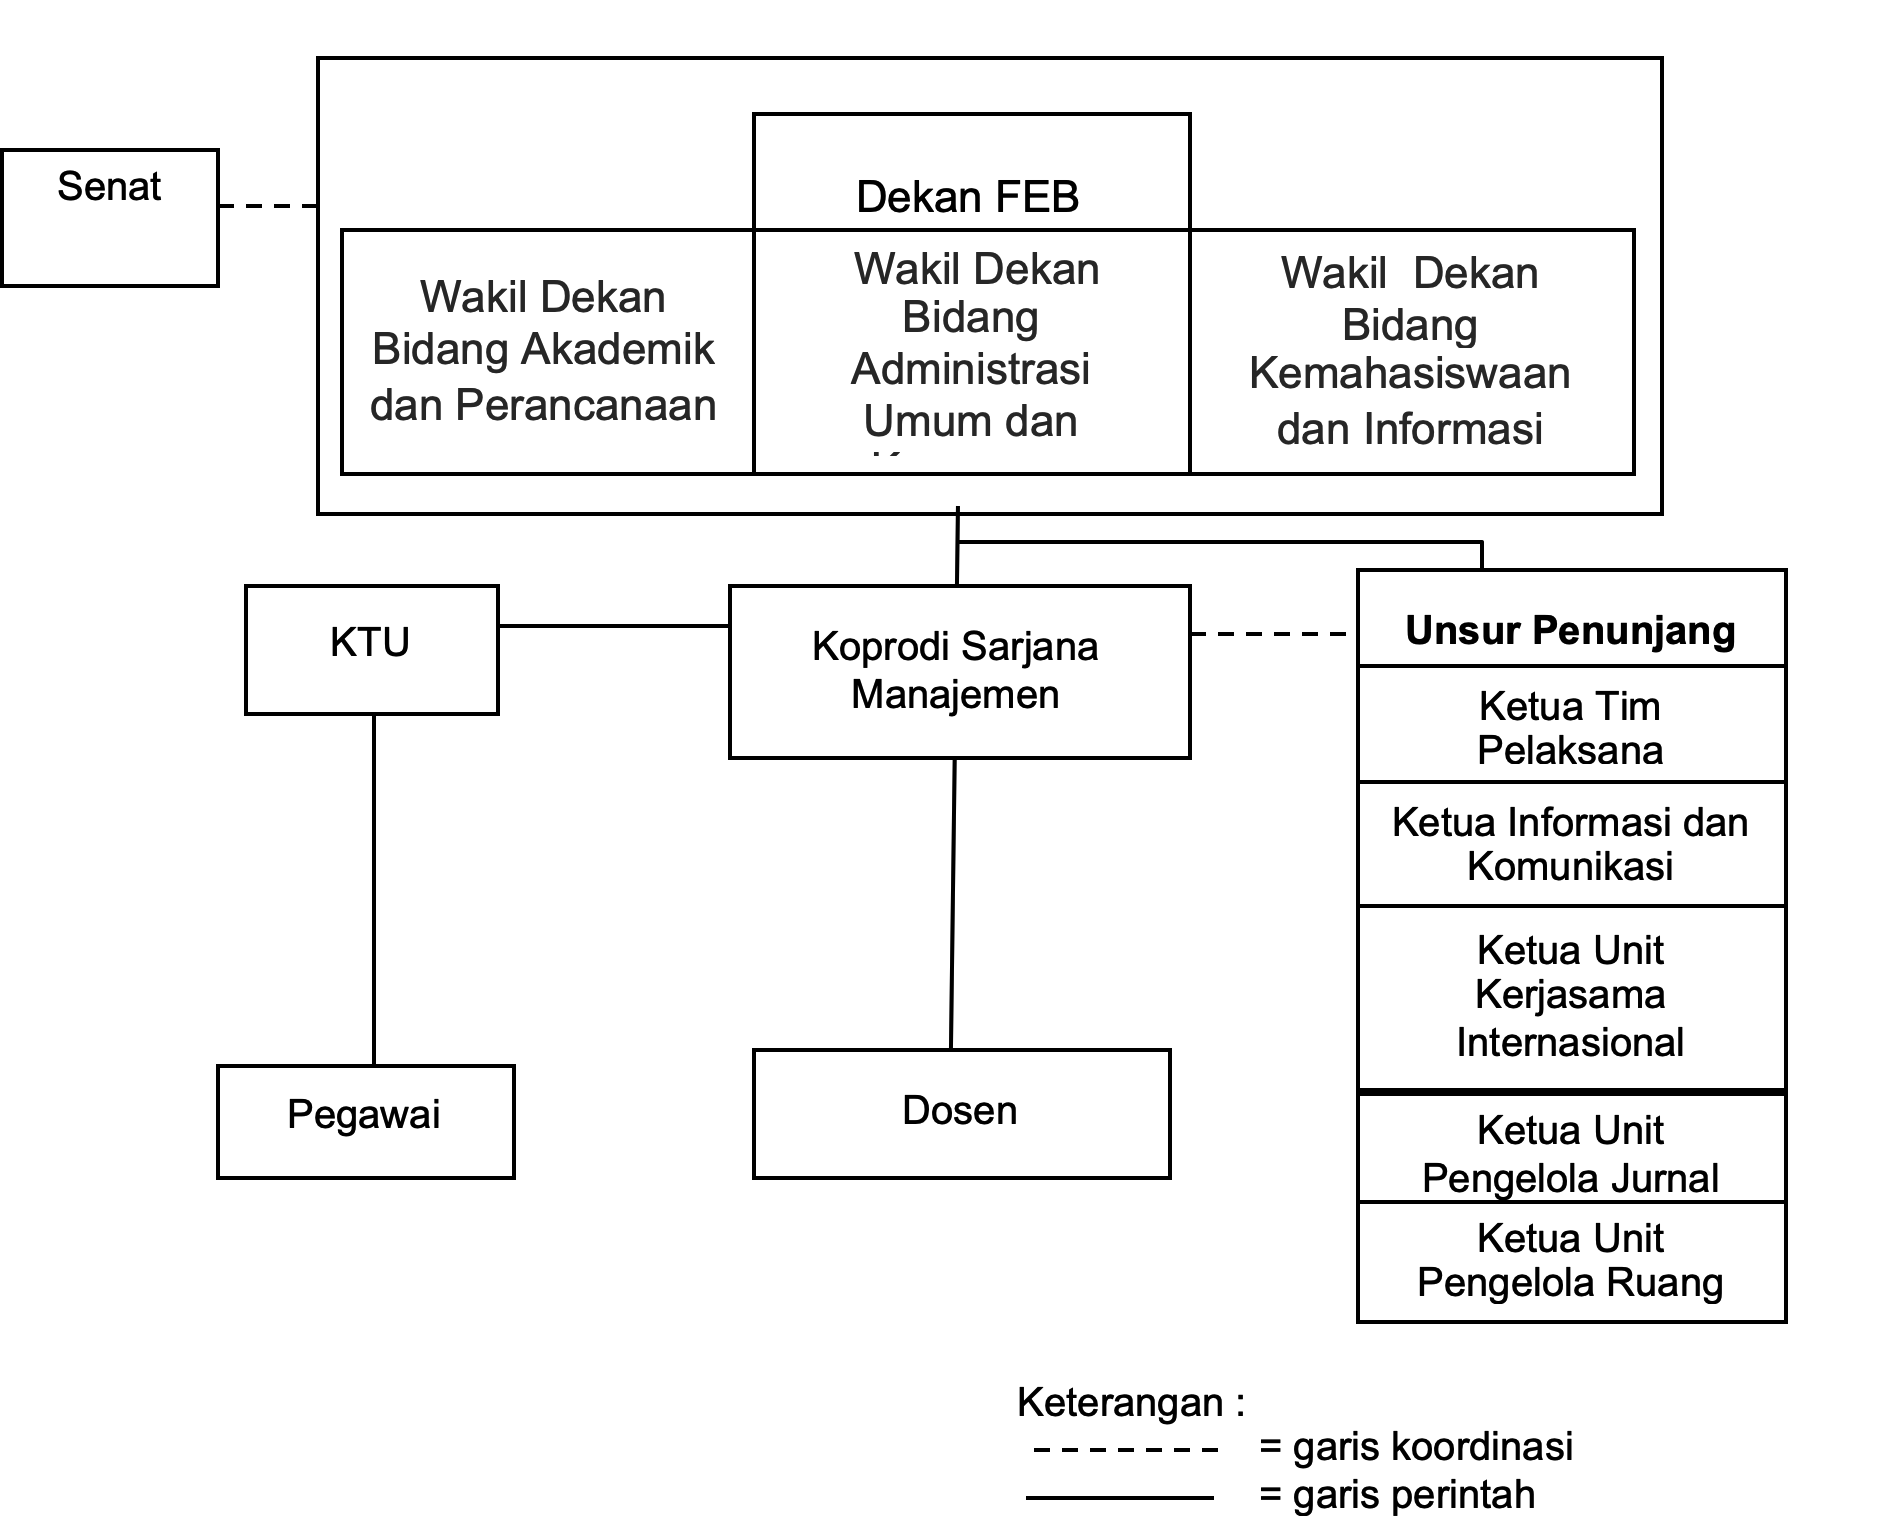 Senat
Dekan FEB
Wakil Dekan
Bidang Akademik
dan Perancanaan
Wakil Dekan
Bidang
Administrasi
Umum dan
Wakil  Dekan
Bidang
Kemahasiswaan
dan Informasi
KTU
Koprodi Sarjana
Manajemen
Unsur Penunjang
Ketua Tim
Pelaksana
Ketua Informasi dan
Komunikasi
Ketua Unit
Kerjasama
Internasional
Ketua Unit
Pengelola Jurnal
Ketua Unit
Pengelola Ruang
Pegawai
Dosen
Keterangan :
= garis koordinasi
= garis perintah